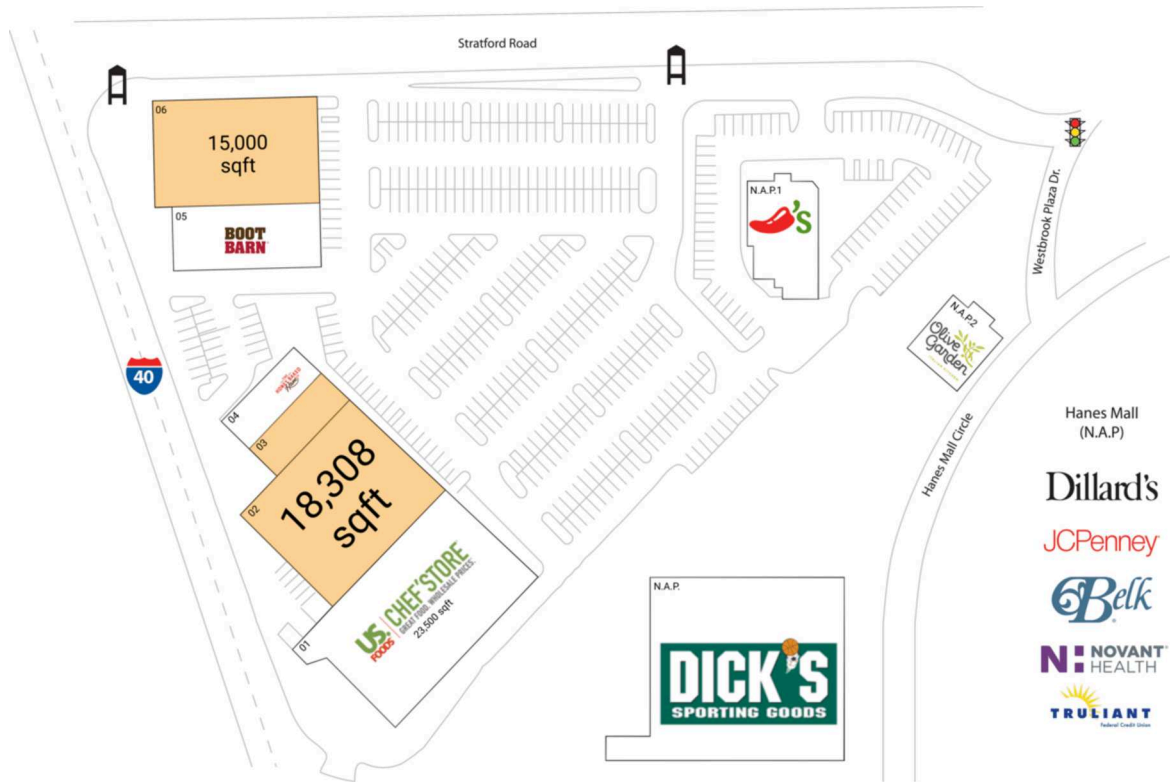 Stratford Road
06
15,000
sqft
05
BOOT
BARN
N.A.P.1
'S
Westbrook Plaza Dr.
N.A.P.2
Olive
Garden
40
04
03
02
18,308
sqft
01
US.
FOODS
CHEF'STORE
GREAT FOOD. WHOLESALE PRICES.
23,500 sqft
Hanes Mall Circle
N.A.P.
DICK'S
SPORTING GOODS
Hanes Mall
(N.A.P)
Dillard's
JCPenney
Belk
N NOVANT
HEALTH
TRULIANT
Federal Credit Union